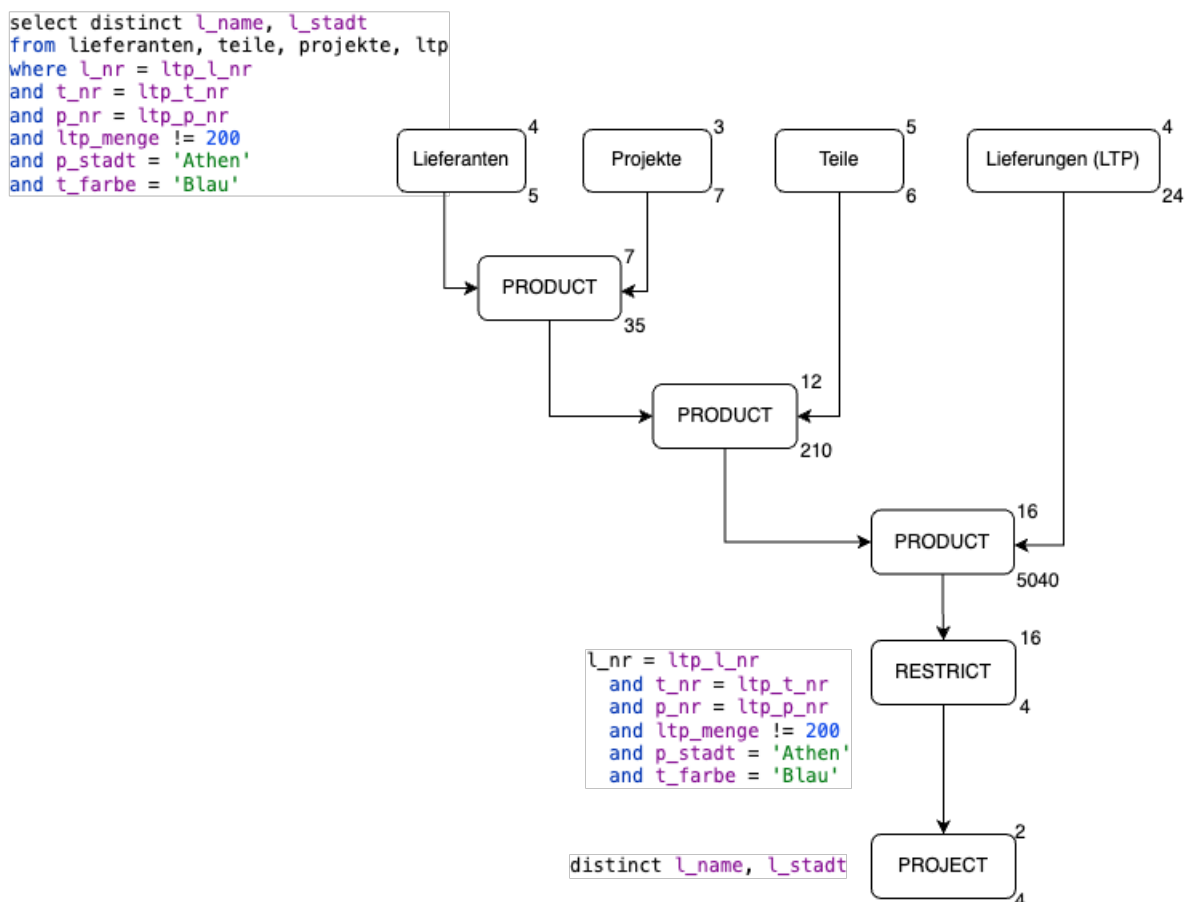 select distinct l_name, l_stadt
from lieferanten, teile, projekte, ltp
where l_nr = ltp_l_nr
and t_nr = ltp_t_nr
and p_nr = ltp_p_nr
and ltp_menge != 200
and p_stadt = 'Athen'
and t_farbe = 'Blau'
4
Lieferanten
5
3
Projekte
7
5
Teile
6
4
Lieferungen (LTP)
24
7
PRODUCT
35
12
PRODUCT
210
16
PRODUCT
5040
16
RESTRICT
4
l_nr = ltp_l_nr
and t_nr = ltp_t_nr
and p_nr = ltp_p_nr
and ltp_menge != 200
and p_stadt = 'Athen'
and t_farbe = 'Blau'
2
PROJECT
4
distinct l_name, l_stadt